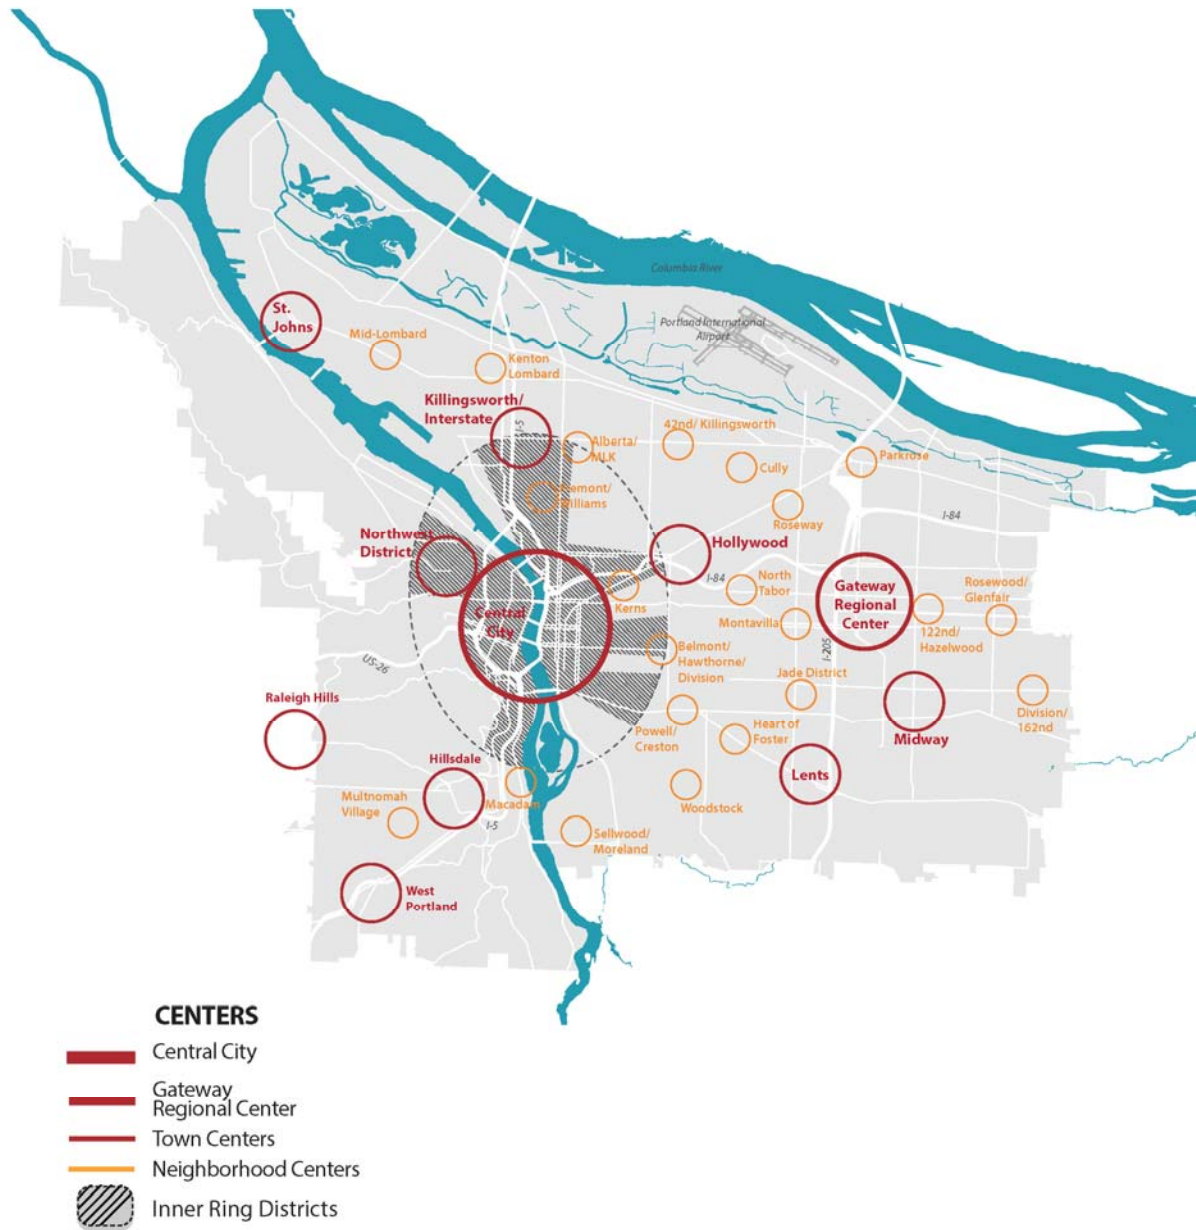 Columbia River
Portland International
Airport
St.
Johns
Mid-Lombard
Kenton
Lombard
Killingsworth/
Interstate
I-5
Alberta/
MLK
42nd/ Killingsworth
Cully
Parkrose
Fremont/
Williams
Roseway
I-84
Northwest
District
Hollywood
I-84
North
Tabor
Gateway
Regional
Center
Rosewood/
Glenfair
Central
City
Kerns
Montavilla
122nd/
Hazelwood
I-205
US-26
Belmont/
Hawthorne/
Division
Jade District
Raleigh Hills
Powell/
Creston
Heart of
Foster
Midway
Division/
162nd
Hillsdale
Lents
Multnomah
Village
Macadam
Woodstock
I-5
Sellwood/
Moreland
West
Portland
CENTERS
Central City
Gateway
Regional Center
Town Centers
Neighborhood Centers
Inner Ring Districts